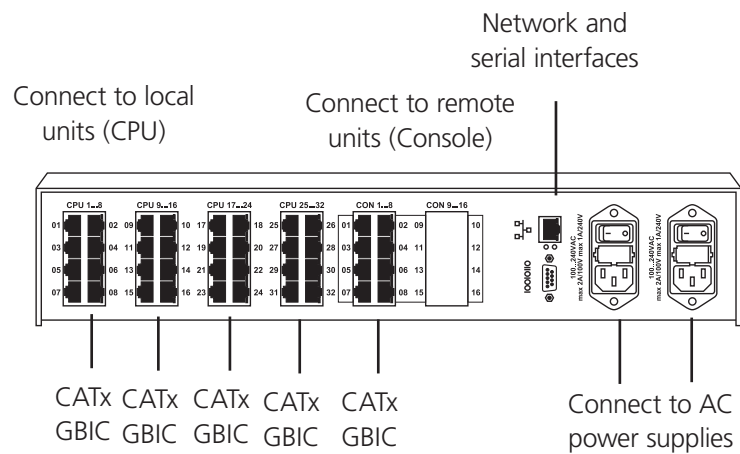 Network and
serial interfaces
Connect to local
units (CPU)
Connect to remote
units (Console)
CPU 1...8
CPU 9...16
CPU 17...24
CPU 25...32
CON 1...8
CON 9...16
01 02 09 10 17 18 25 26 01 02 09 10
03 04 11 12 19 20 27 28 03 04 11 12
05 06 13 14 21 22 29 30 05 06 13 14
07 08 15 16 23 24 31 32 07 08 15 16
IOIOIO
100...240VAC
max 2A/100V max 1A/240V
100...240VAC
max 2A/100V max 1A/240V
CATx
GBIC
CATx
GBIC
CATx
GBIC
CATx
GBIC
CATx
GBIC
Connect to AC
power supplies